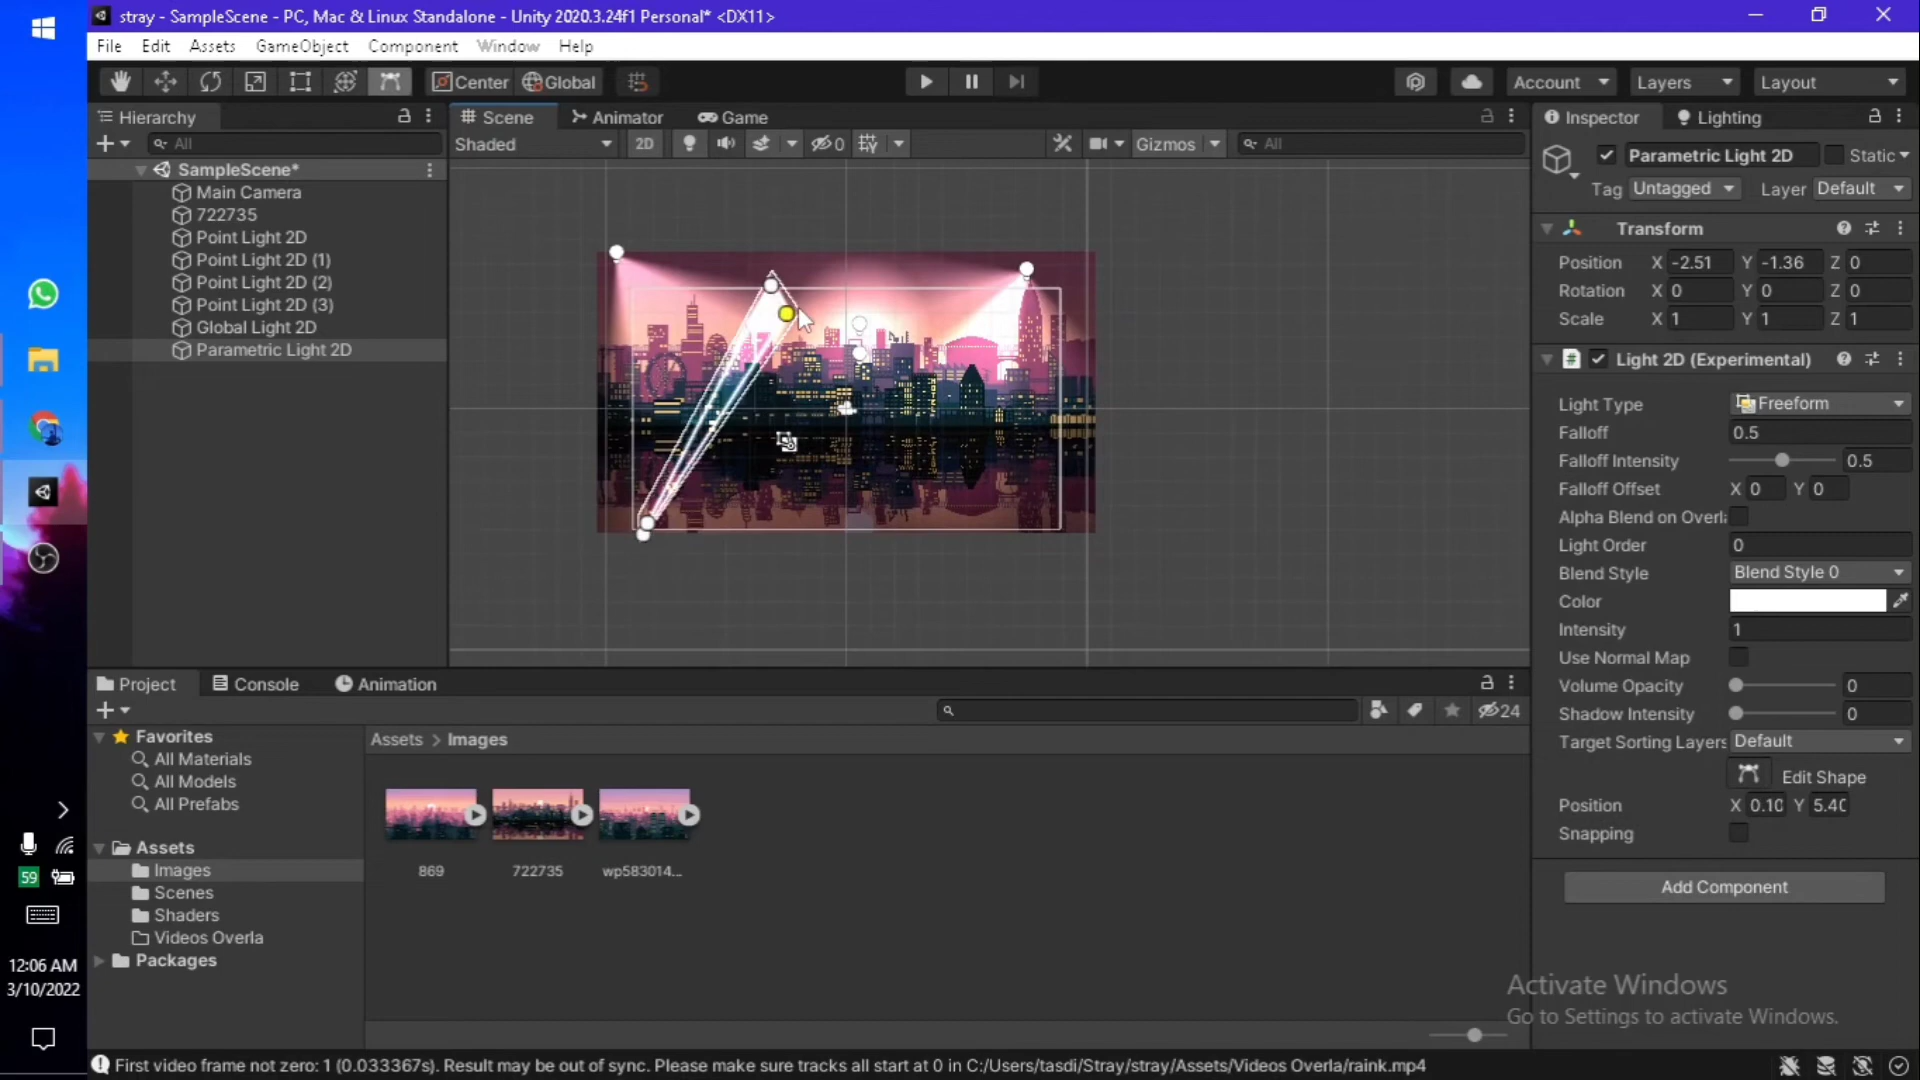 stray - SampleScene - PC, Mac & Linux Standalone - Unity 2020.3.24f1 Personal* <DX11>
File Edit Assets GameObject Component Window Help
Center Global Account Layers Layout
Hierarchy
All
SampleScene*
Main Camera
722735
Point Light 2D
Point Light 2D (1)
Point Light 2D (2)
Point Light 2D (3)
Global Light 2D
Parametric Light 2D
Scene Animator Game
Shaded 2D 0 Gizmos All
Inspector Lighting
Parametric Light 2D Static
Tag Untagged Layer Default
Transform
Position X -2.51 Y -1.36 Z 0
Rotation X 0 Y 0 Z 0
Scale X 1 Y 1 Z 1
Light 2D (Experimental)
Light Type Freeform
Falloff 0.5
Falloff Intensity 0.5
Falloff Offset X 0 Y 0
Alpha Blend on Overl
Light Order 0
Blend Style Blend Style 0
Color
Intensity 1
Use Normal Map
Volume Opacity 0
Shadow Intensity 0
Target Sorting Layers Default
Edit Shape
Position X 0.10 Y 5.40
Snapping
Add Component
Project Console Animation
24
Favorites
All Materials
All Models
All Prefabs
Assets
Images
Scenes
Shaders
Videos Overla
Packages
Assets > Images
869 722735 wp583014...
59
12:06 AM
3/10/2022
Activate Windows
Go to Settings to activate Windows.
First video frame not zero: 1 (0.033367s). Result may be out of sync. Please make sure tracks all start at 0 in C:/Users/tasdi/Stray/stray/Assets/Videos Overla/raink.mp4